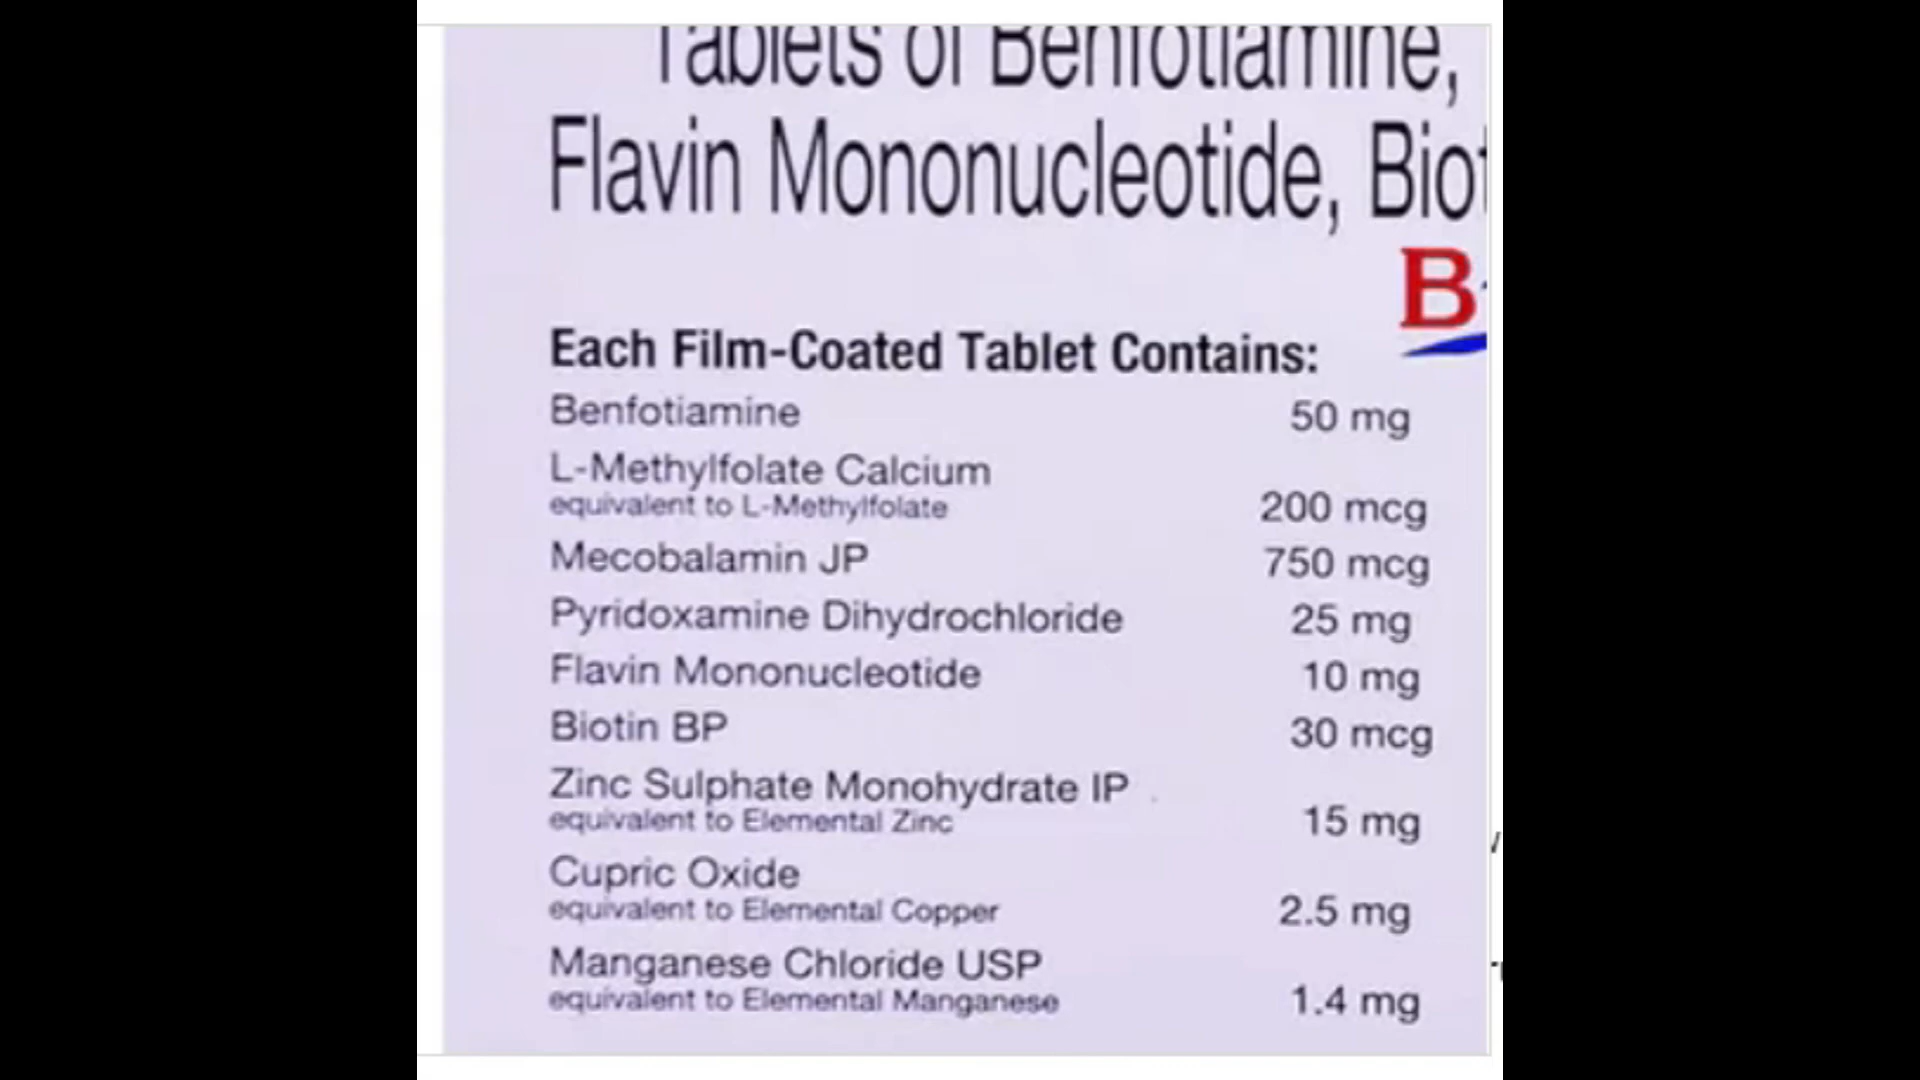 Tablets of Benfotiamine,
Flavin Mononucleotide,
B
Each Film-Coated Tablet Contains:
Benfotiamine 50 mg
L-Methylfolate Calcium
equivalent to L-Methylfolate 200 mcg
Mecobalamin JP 750 mcg
Pyridoxamine Dihydrochloride 25 mg
Flavin Mononucleotide 10 mg
Biotin BP 30 mcg
Zinc Sulphate Monohydrate IP
equivalent to Elemental Zinc 15 mg
Cupric Oxide
equivalent to Elemental Copper 2.5 mg
Manganese Chloride USP
equivalent to Elemental Manganese 1.4 mg